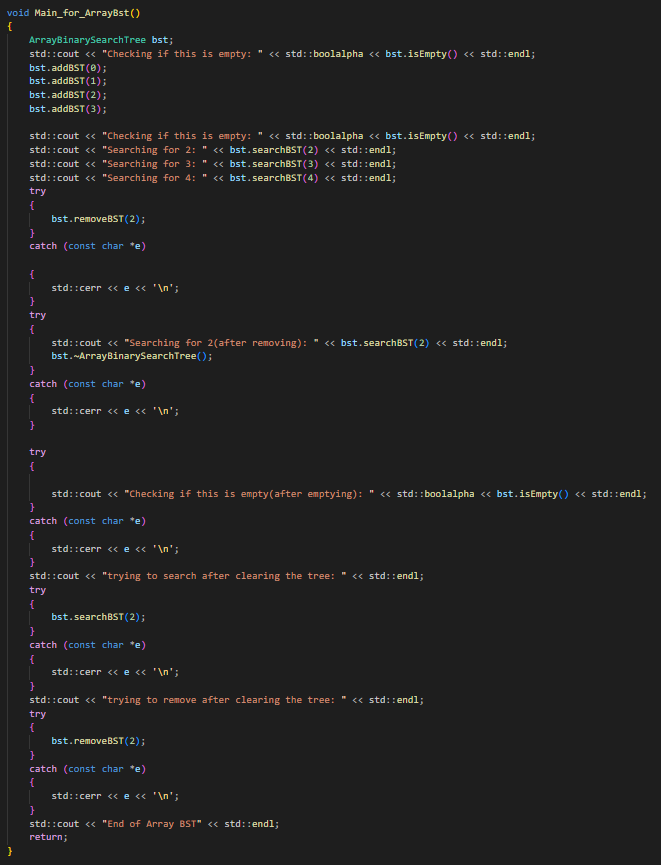 void Main_for_ArrayBst()
{
    ArrayBinarySearchTree bst;
    std::cout << "Checking if this is empty: " << std::boolalpha << bst.isEmpty() << std::endl;
    bst.addBST(0);
    bst.addBST(1);
    bst.addBST(2);
    bst.addBST(3);

    std::cout << "Checking if this is empty: " << std::boolalpha << bst.isEmpty() << std::endl;
    std::cout << "Searching for 2: " << bst.searchBST(2) << std::endl;
    std::cout << "Searching for 3: " << bst.searchBST(3) << std::endl;
    std::cout << "Searching for 4: " << bst.searchBST(4) << std::endl;
    try
    {
        bst.removeBST(2);
    }
    catch (const char *e)

    {
        std::cerr << e << '\n';
    }
    try
    {
        std::cout << "Searching for 2(after removing): " << bst.searchBST(2) << std::endl;
        bst.~ArrayBinarySearchTree();
    }
    catch (const char *e)
    {
        std::cerr << e << '\n';
    }

    try
    {

        std::cout << "Checking if this is empty(after emptying): " << std::boolalpha << bst.isEmpty() << std::endl;
    }
    catch (const char *e)
    {
        std::cerr << e << '\n';
    }
    std::cout << "trying to search after clearing the tree: " << std::endl;
    try
    {
        bst.searchBST(2);
    }
    catch (const char *e)
    {
        std::cerr << e << '\n';
    }
    std::cout << "trying to remove after clearing the tree: " << std::endl;
    try
    {
        bst.removeBST(2);
    }
    catch (const char *e)
    {
        std::cerr << e << '\n';
    }
    std::cout << "End of Array BST" << std::endl;
    return;
}